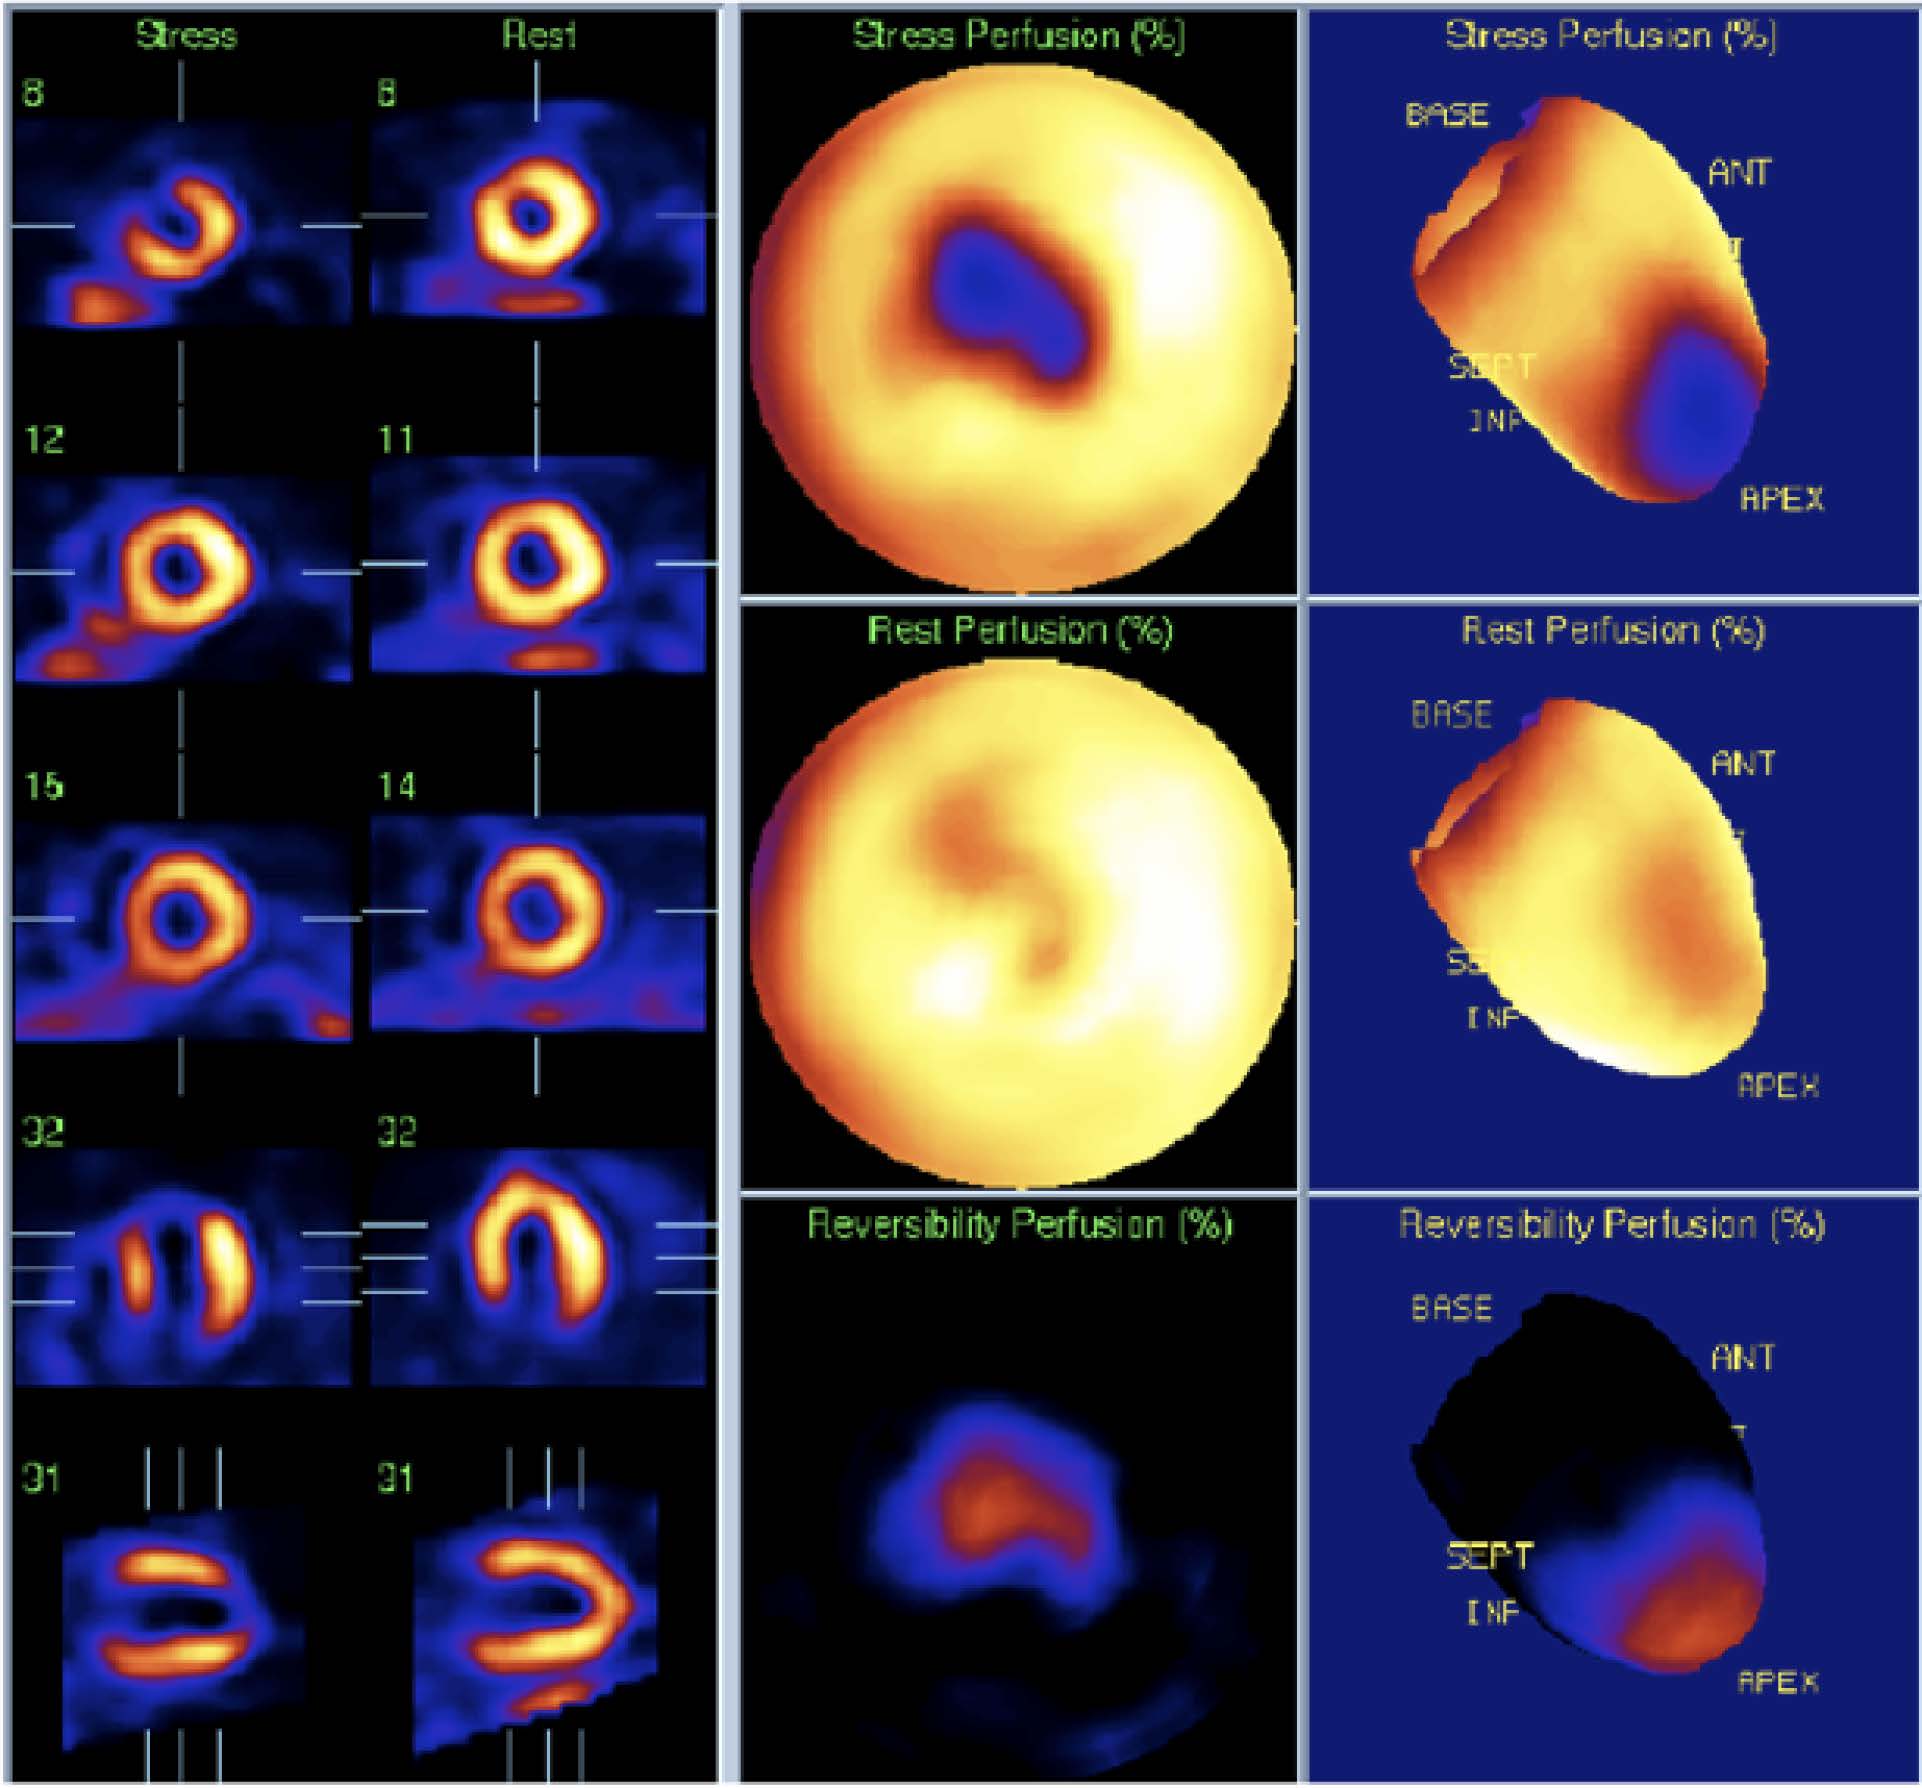 Stress Rest
8 8
12 11
15 14
32 32
31 31
Stress Perfusion (%)
Rest Perfusion (%)
Reversibility Perfusion (%)
Stress Perfusion (%)
BASE
ANT
SEPT
INF
APEX
Rest Perfusion (%)
BASE
ANT
INF
APEX
Reversibility Perfusion (%)
BASE
ANT
SEPT
INF
APEX